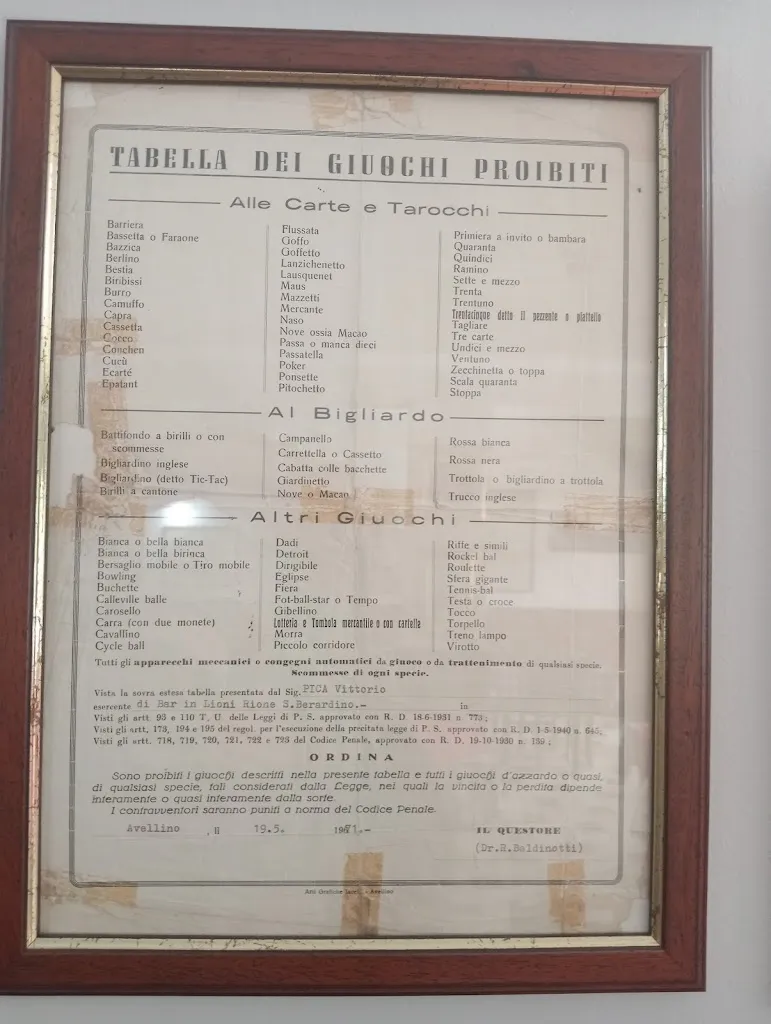 TABELLA DEI GIUOCHI PROIBITI
Alle Carte e Tarocchi
Barriera
Bassetta o Faraone
Bazzica
Berlino
Bestia
Biribissi
Burro
Camuffo
Capra
Cassetta
Cocco
Conchen
Cucù
Ecarté
Epatant
Flussata
Goffo
Goffetto
Lanzichenetto
Lausquenet
Maus
Mazzetti
Mercante
Naso
Nove ossia Macao
Passa o manca dieci
Passatella
Poker
Ponsette
Pitochetto
Primiera a invito o bambara
Quaranta
Quindici
Ramino
Sette e mezzo
Trenta
Trentuno
Trentacinque detto il pezzente o piattello
Tagliare
Tre carte
Undici e mezzo
Ventuno
Zecchinetta o toppa
Scala quaranta
Stoppa
Al Bigliardo
Battifondo a birilli o con
scommesse
Bigliardino inglese
Bigliardino (detto Tic-Tac)
Birilli a cantone
Campanello
Carrettella o Cassetto
Cabatta colle bacchette
Giardinetto
Nove o Macao
Rossa bianca
Rossa nera
Trottola o bigliardino a trottola
Trucco inglese
Altri Giuochi
Bianca o bella bianca
Bianca o bella birinca
Bersaglio mobile o Tiro mobile
Bowling
Buchette
Calleville balle
Carosello
Carra (con due monete)
Cavallino
Cycle ball
Dadi
Detroit
Dirigibile
Eglipse
Fiera
Fot-ball-star o Tempo
Gibellino
Lotteria e Tombola mercantile o con cartella
Morra
Piccolo corridore
Riffe e simili
Rockel bal
Roulette
Sfera gigante
Tennis-bal
Testa o croce
Tocco
Torpello
Treno lampo
Virotto
Tutti gli apparecchi meccanici o congegni automatici da giuoco o da trattenimento di qualsiasi specie.
Scommesse di ogni specie.
Vista la sovra estesa tabella presentata dal Sig. PICA Vittorio
esercente di Bar in Lioni Rione S.Berardino.- in
Visti gli artt. 93 e 110 T. U. delle Leggi di P. S. approvato con R. D. 18-6-1931 n. 773;
Visti gli artt. 173, 194 e 195 del regol. per l'esecuzione della precitata legge di P. S. approvato con R. D. 1-5-1940 n. 645;
Visti gli artt. 718, 719, 720, 721, 722 e 723 del Codice Penale, approvato con R. D. 19-10-1930 n. 139;
ORDINA
Sono proibiti i giuochi descritti nella presente tabella e tutti i giuochi d'azzardo o quasi,
di qualsiasi specie, tali considerati dalla Legge, nei quali la vincita o la perdita dipende
interamente o quasi interamente dalla sorte.
I contravventori saranno puniti a norma del Codice Penale.
Avellino, li 19.5. 1961.-
IL QUESTORE
(Dr.R.Baldinotti)
Arti Grafiche - Avellino